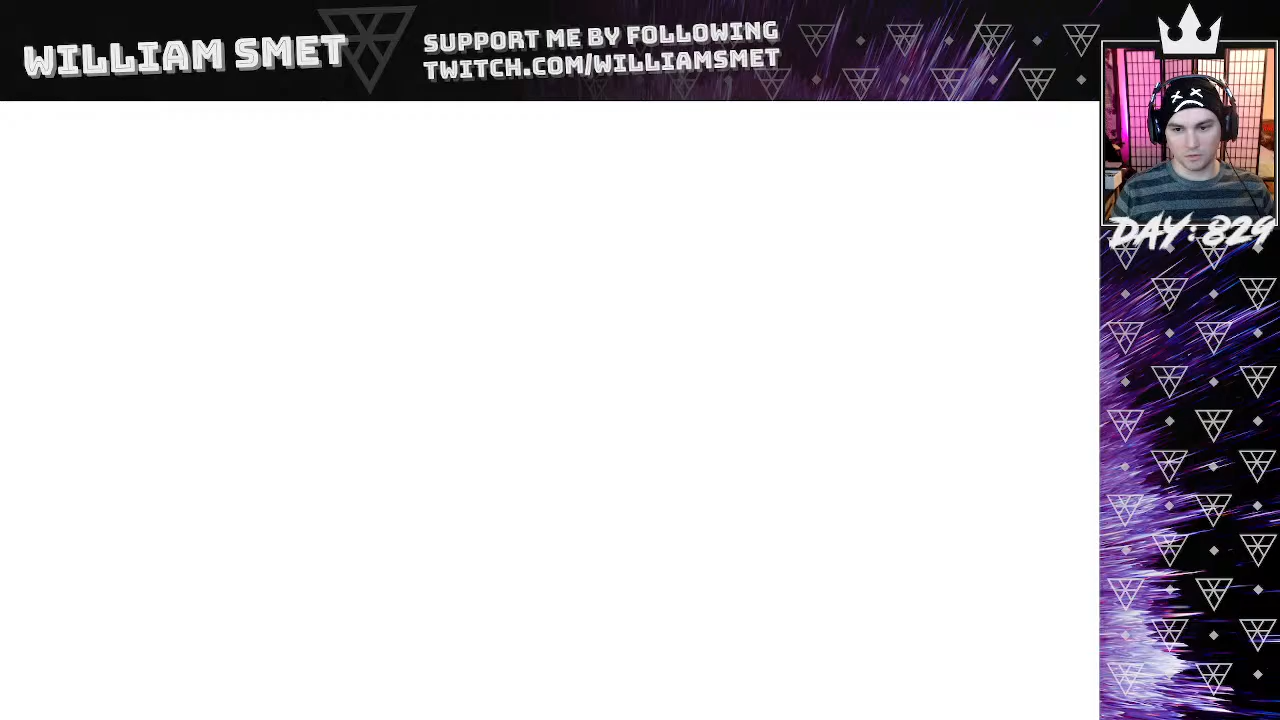 WILLIAM SMET
SUPPORT ME BY FOLLOWING
TWITCH.COM/WILLIAMSMET
DAY: 829